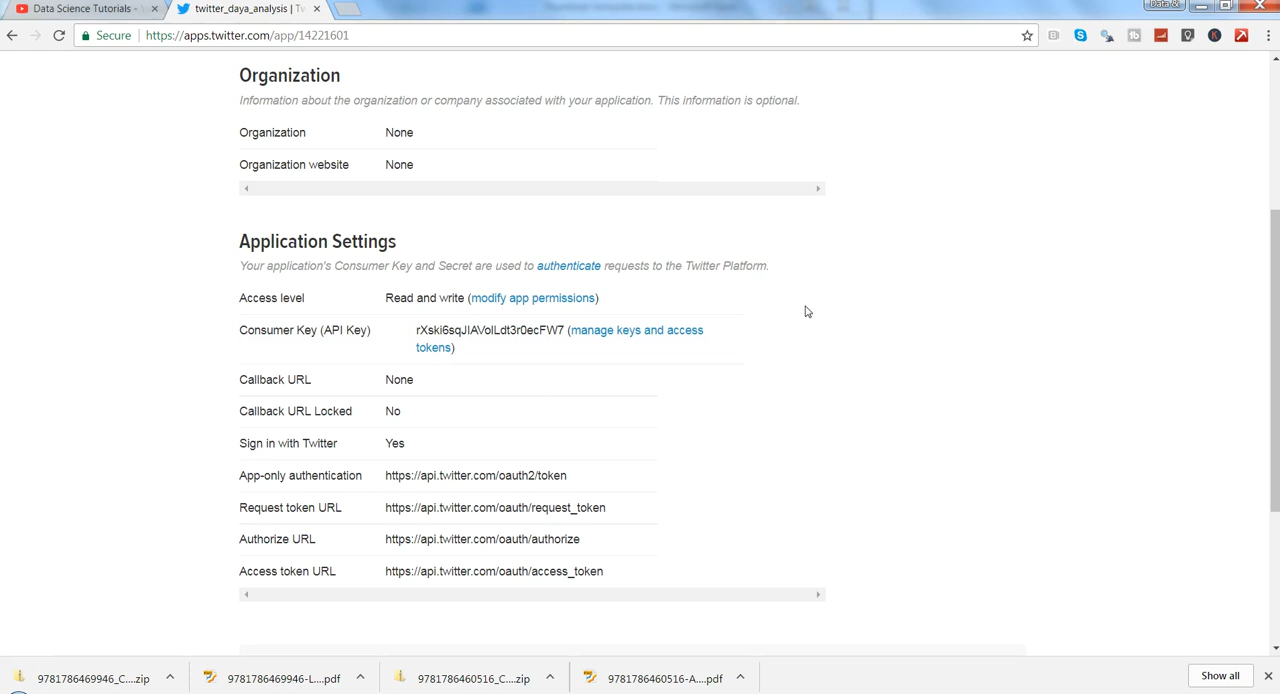 Data Science Tutorials - Y
twitter_daya_analysis | Tw
Data &
Secure | https://apps.twitter.com/app/14221601
Organization
Information about the organization or company associated with your application. This information is optional.
Organization None
Organization website None
Application Settings
Your application's Consumer Key and Secret are used to authenticate requests to the Twitter Platform.
Access level Read and write (modify app permissions)
Consumer Key (API Key) rXski6sqJIAVolLdt3r0ecFW7 (manage keys and access
tokens)
Callback URL None
Callback URL Locked No
Sign in with Twitter Yes
App-only authentication https://api.twitter.com/oauth2/token
Request token URL https://api.twitter.com/oauth/request_token
Authorize URL https://api.twitter.com/oauth/authorize
Access token URL https://api.twitter.com/oauth/access_token
9781786469946_C....zip 9781786469946-L....pdf 9781786460516_C....zip 9781786460516-A....pdf Show all